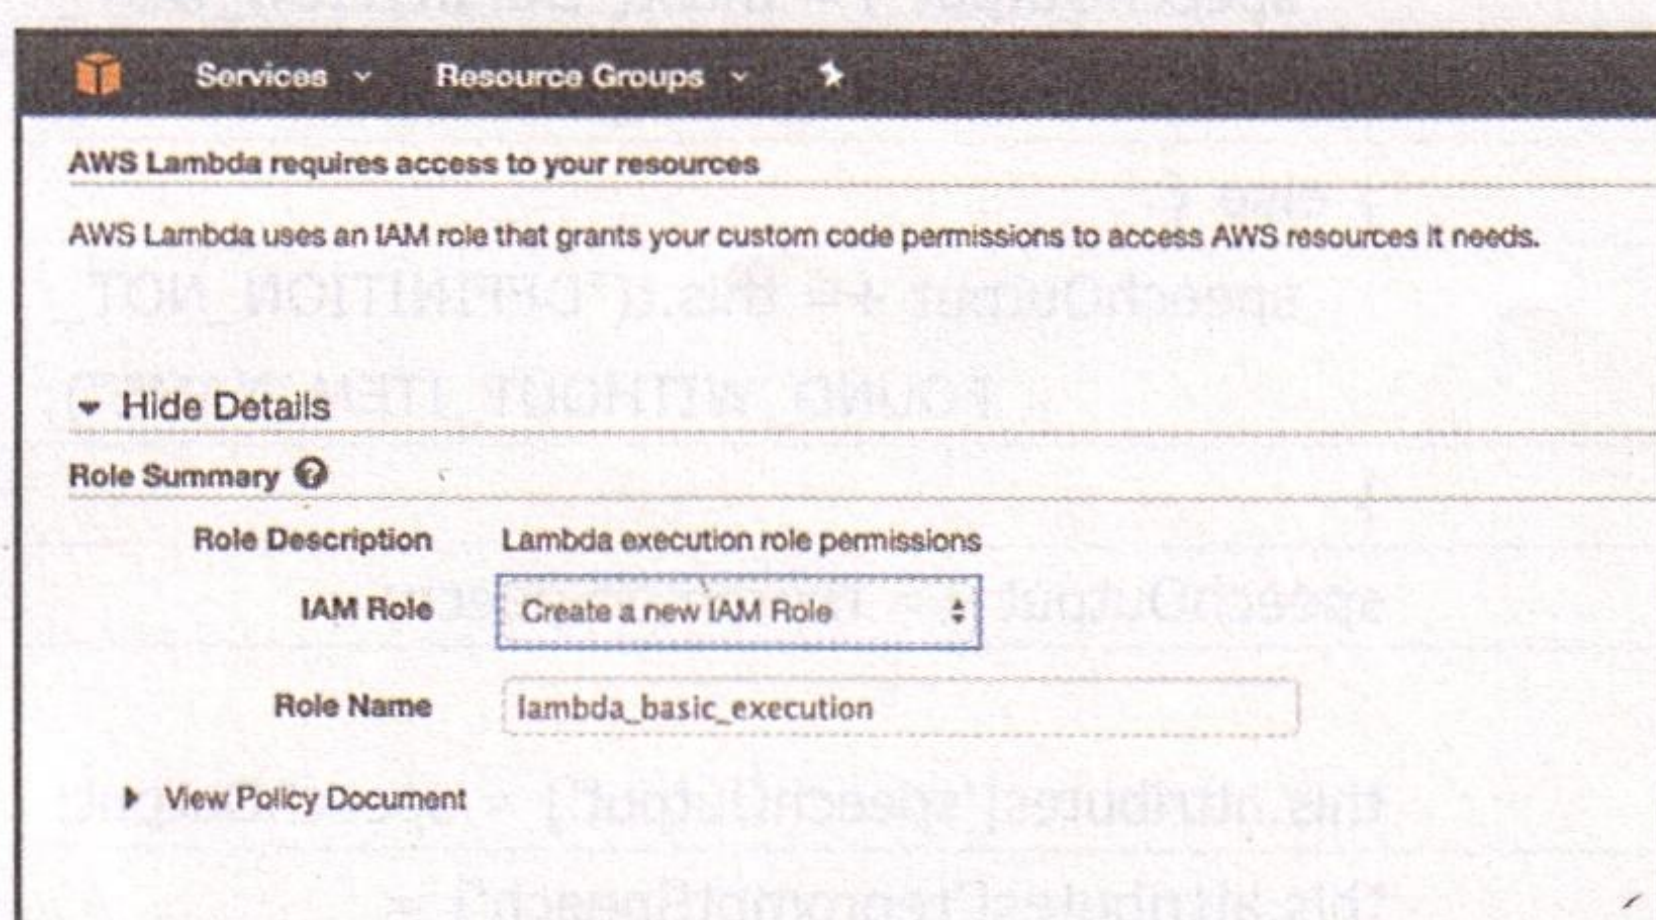 Services
Resource Groups
AWS Lambda requires access to your resources
AWS Lambda uses an IAM role that grants your custom code permissions to access AWS resources it needs.
Hide Details
Role Summary
Role Description Lambda execution role permissions
IAM Role Create a new IAM Role
Role Name lambda_basic_execution
View Policy Document